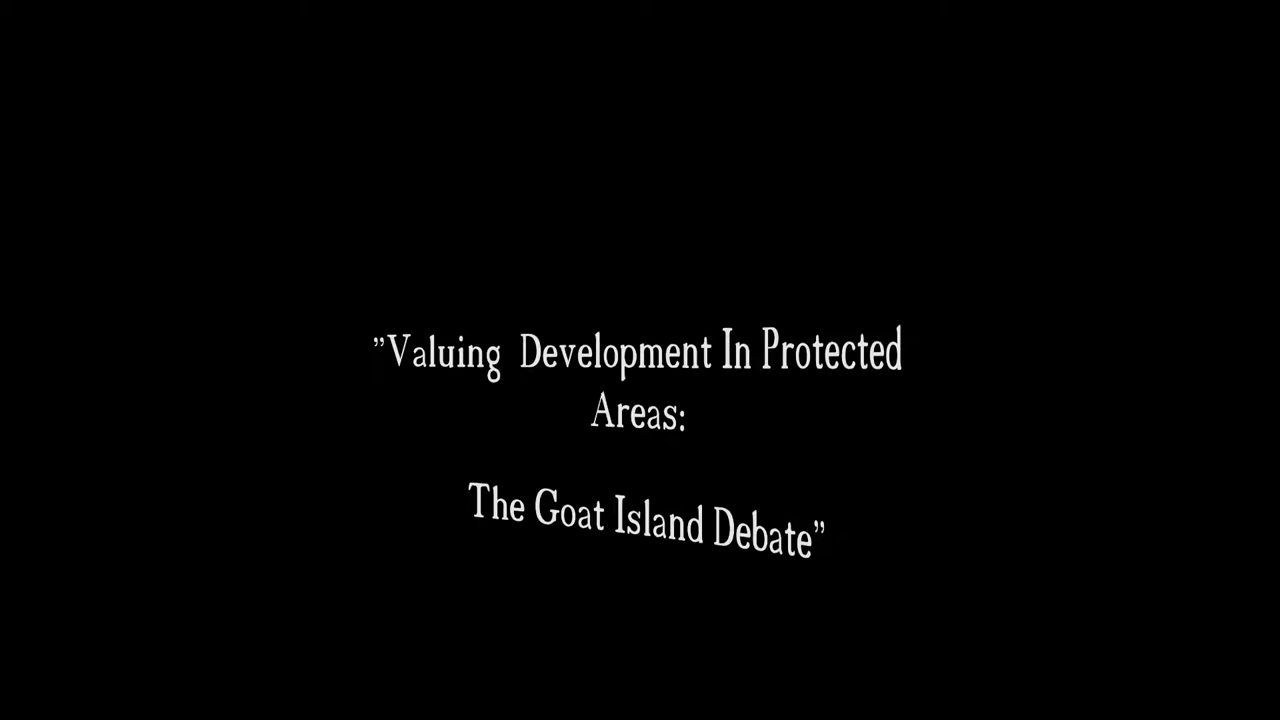 ”Valuing Development In Protected
Areas:
The Goat Island Debate”